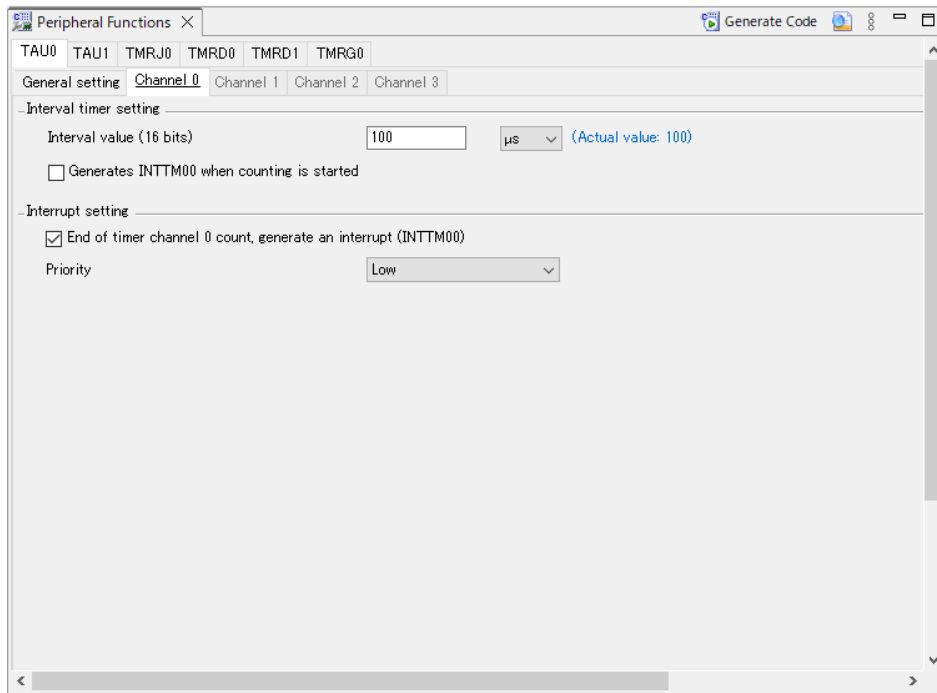 Peripheral Functions
Generate Code
TAU0 TAU1 TMRJ0 TMRD0 TMRD1 TMRG0
General setting Channel 0 Channel 1 Channel 2 Channel 3
Interval timer setting
Interval value (16 bits) 100 µs (Actual value: 100)
Generates INTTM00 when counting is started
Interrupt setting
End of timer channel 0 count, generate an interrupt (INTTM00)
Priority Low